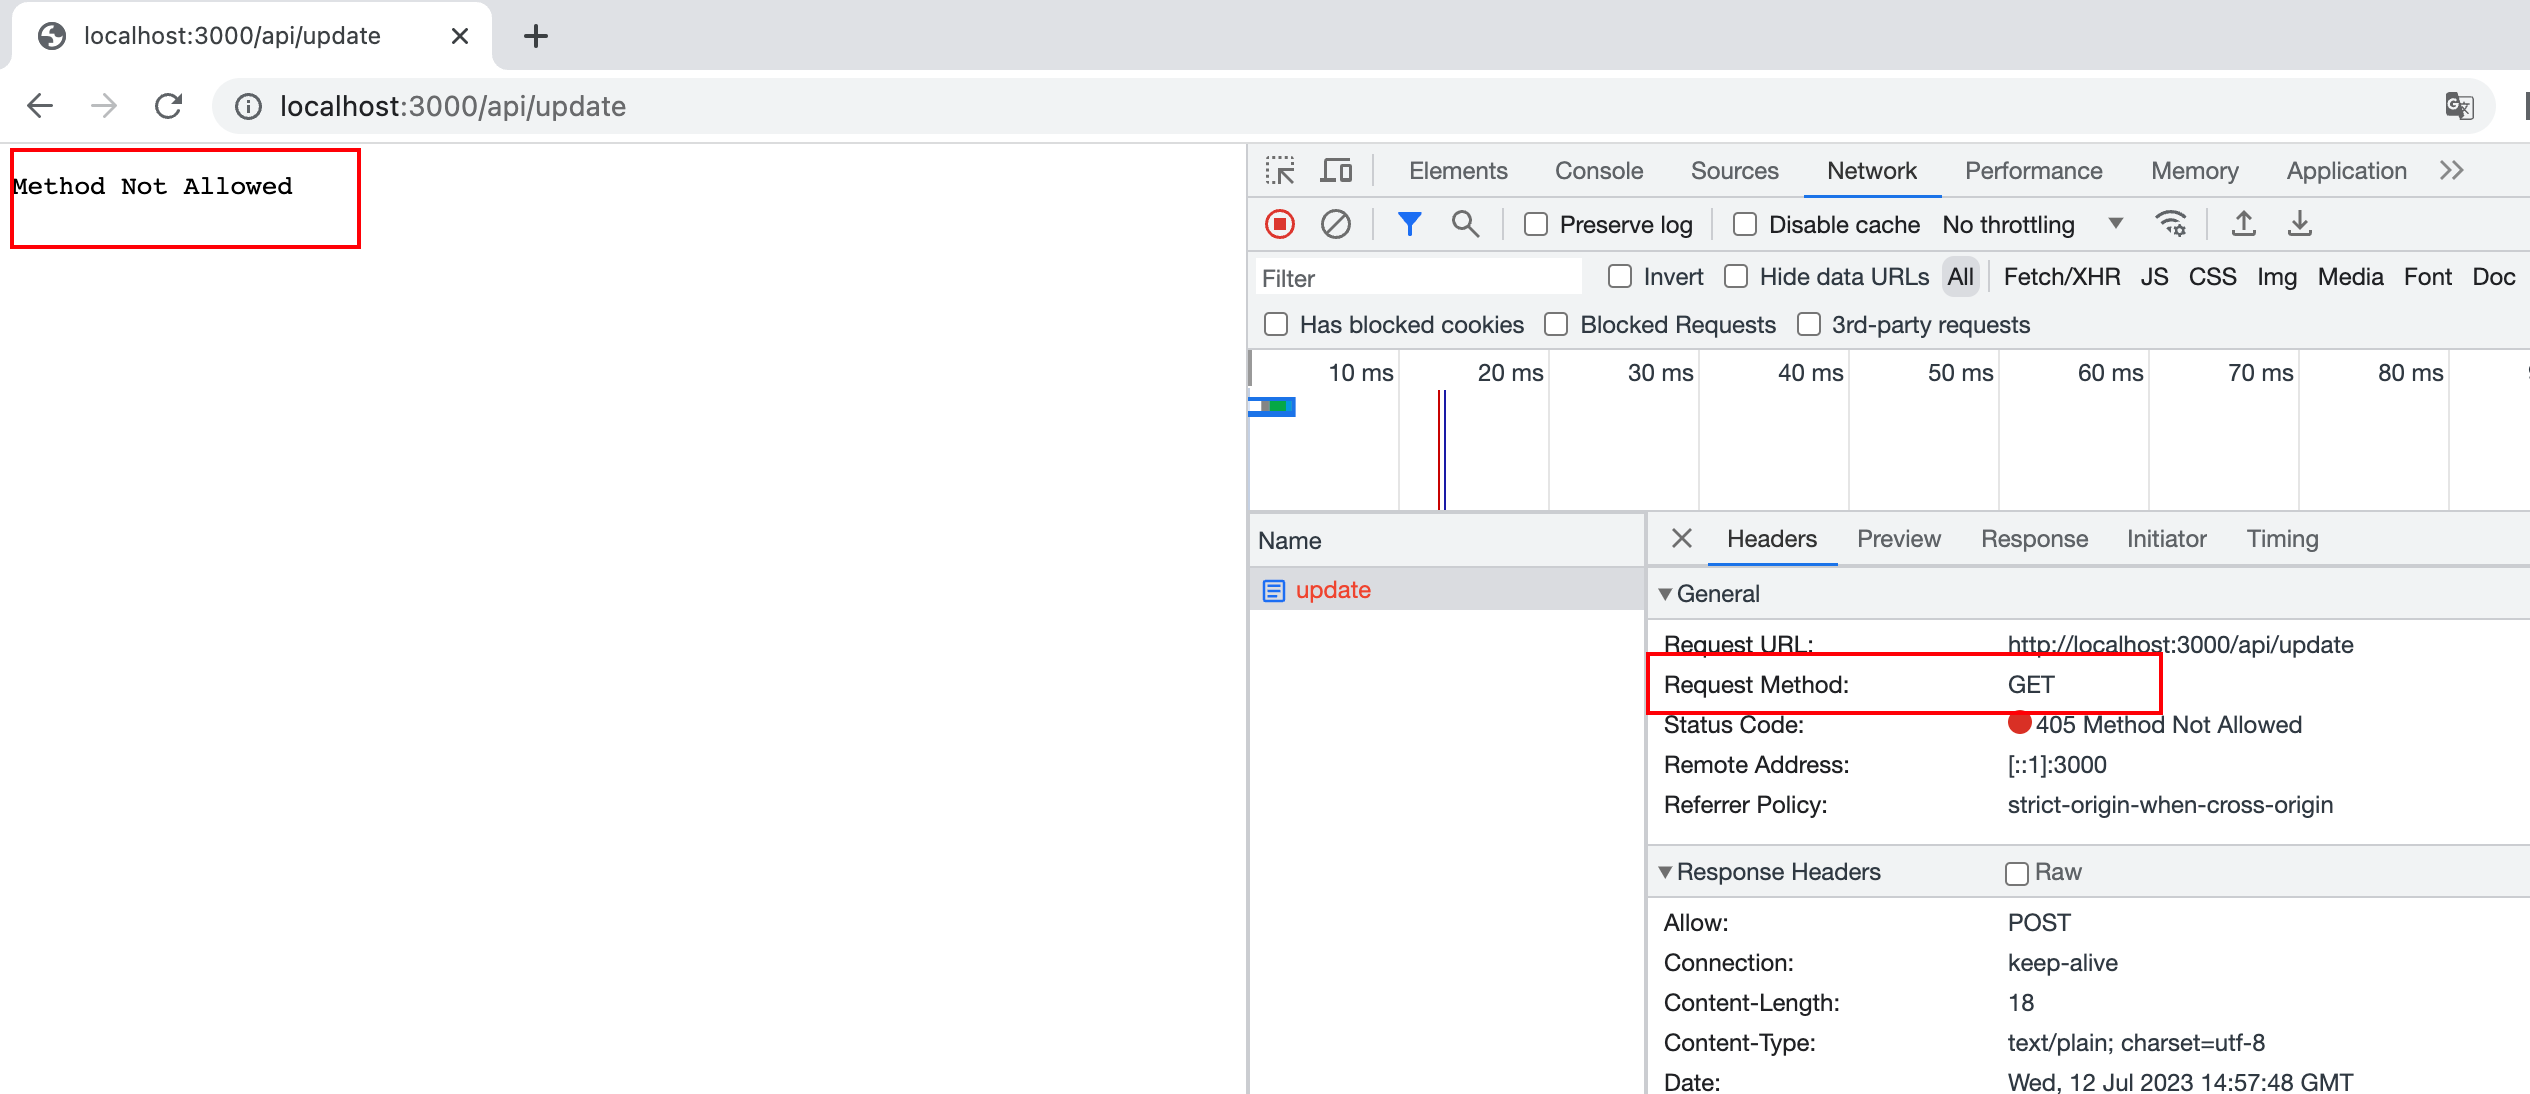 localhost:3000/api/update
localhost:3000/api/update
Method Not Allowed
Elements Console Sources Network Performance Memory Application
Preserve log Disable cache No throttling
Filter Invert Hide data URLs All Fetch/XHR JS CSS Img Media Font Doc
Has blocked cookies Blocked Requests 3rd-party requests
10 ms 20 ms 30 ms 40 ms 50 ms 60 ms 70 ms 80 ms
Name
update
Headers Preview Response Initiator Timing
General
Request URL: http://localhost:3000/api/update
Request Method: GET
Status Code: 405 Method Not Allowed
Remote Address: [::1]:3000
Referrer Policy: strict-origin-when-cross-origin
Response Headers Raw
Allow: POST
Connection: keep-alive
Content-Length: 18
Content-Type: text/plain; charset=utf-8
Date: Wed, 12 Jul 2023 14:57:48 GMT